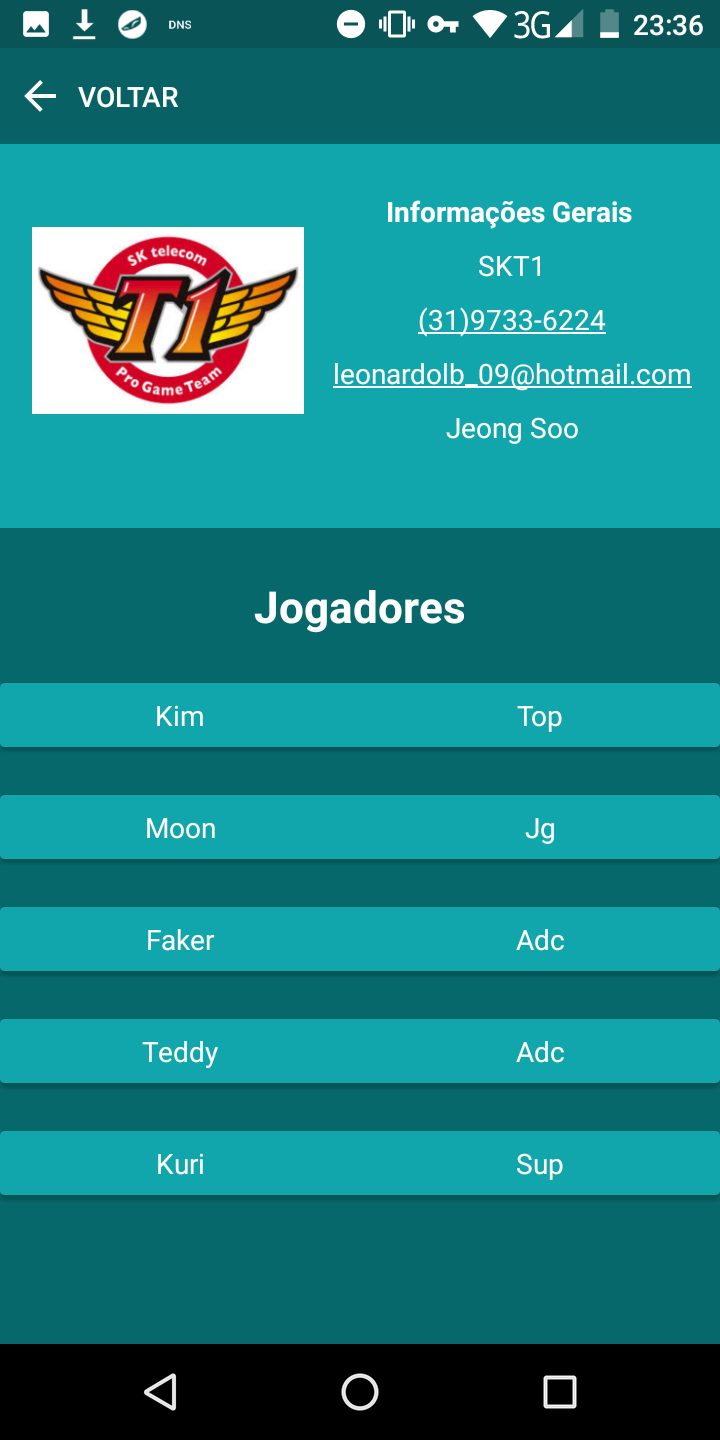 DNS 3G 23:36
VOLTAR
SK telecom
T1
Pro Game Team
Informações Gerais
SKT1
(31)9733-6224
leonardolb_09@hotmail.com
Jeong Soo
Jogadores
Kim Top
Moon Jg
Faker Adc
Teddy Adc
Kuri Sup